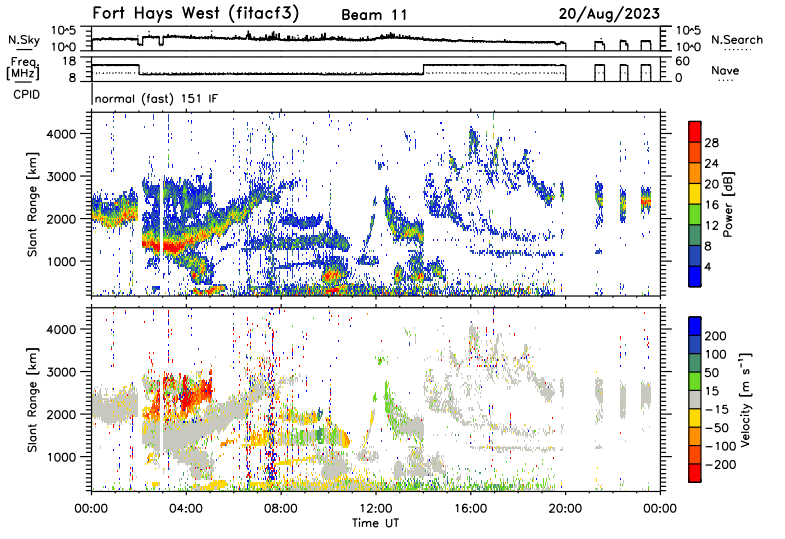 Fort Hays West (fitacf3) Beam 11 20/Aug/2023
N.Sky 10^5 10^0 10^5 10^0 N.Search
Freq. [MHz] 18 8 60 0 Nave
CPID normal (fast) 151 IF
Slant Range [km] 4000 3000 2000 1000
Power [dB] 28 24 20 16 12 8 4
Slant Range [km] 4000 3000 2000 1000
Velocity [m s⁻¹] 200 100 50 15 −15 −50 −100 −200
00:00 04:00 08:00 12:00 16:00 20:00 00:00
Time UT